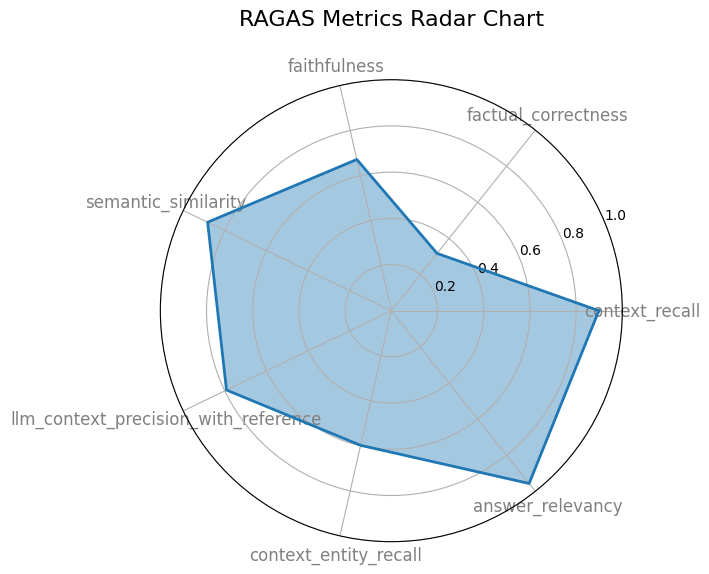 RAGAS Metrics Radar Chart
faithfulness
factual_correctness
semantic_similarity
1.0
0.8
0.6
0.4
0.2
context_recall
llm_context_precision_with_reference
answer_relevancy
context_entity_recall